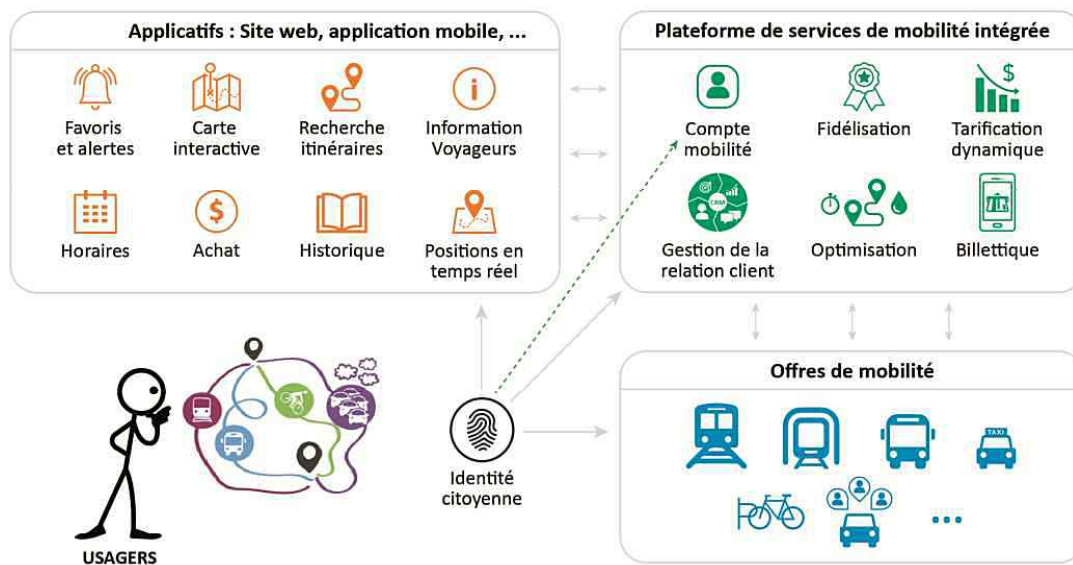 Applicatifs : Site web, application mobile, ...
Favoris
et alertes
Carte
interactive
Recherche
itinéraires
Information
Voyageurs
Horaires
$
Achat
Historique
Positions en
temps réel
Plateforme de services de mobilité intégrée
Compte
mobilité
Fidélisation
$
Tarification
dynamique
CRM
Gestion de la
relation client
Optimisation
Billettique
Offres de mobilité
TAXI
...
Identité
citoyenne
USAGERS